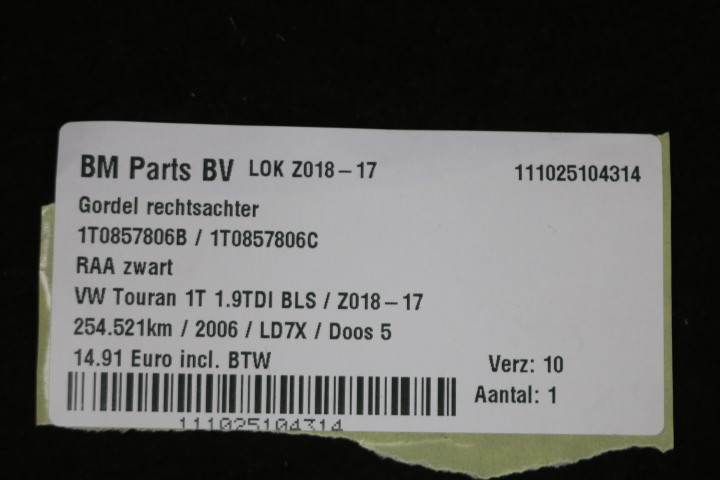 BM Parts BV LOK Z018-17 111025104314
Gordel rechtsachter
1T0857806B / 1T0857806C
RAA zwart
VW Touran 1T 1.9TDI BLS / Z018-17
254.521km / 2006 / LD7X / Doos 5
14.91 Euro incl. BTW Verz: 10
Aantal: 1
111025104314